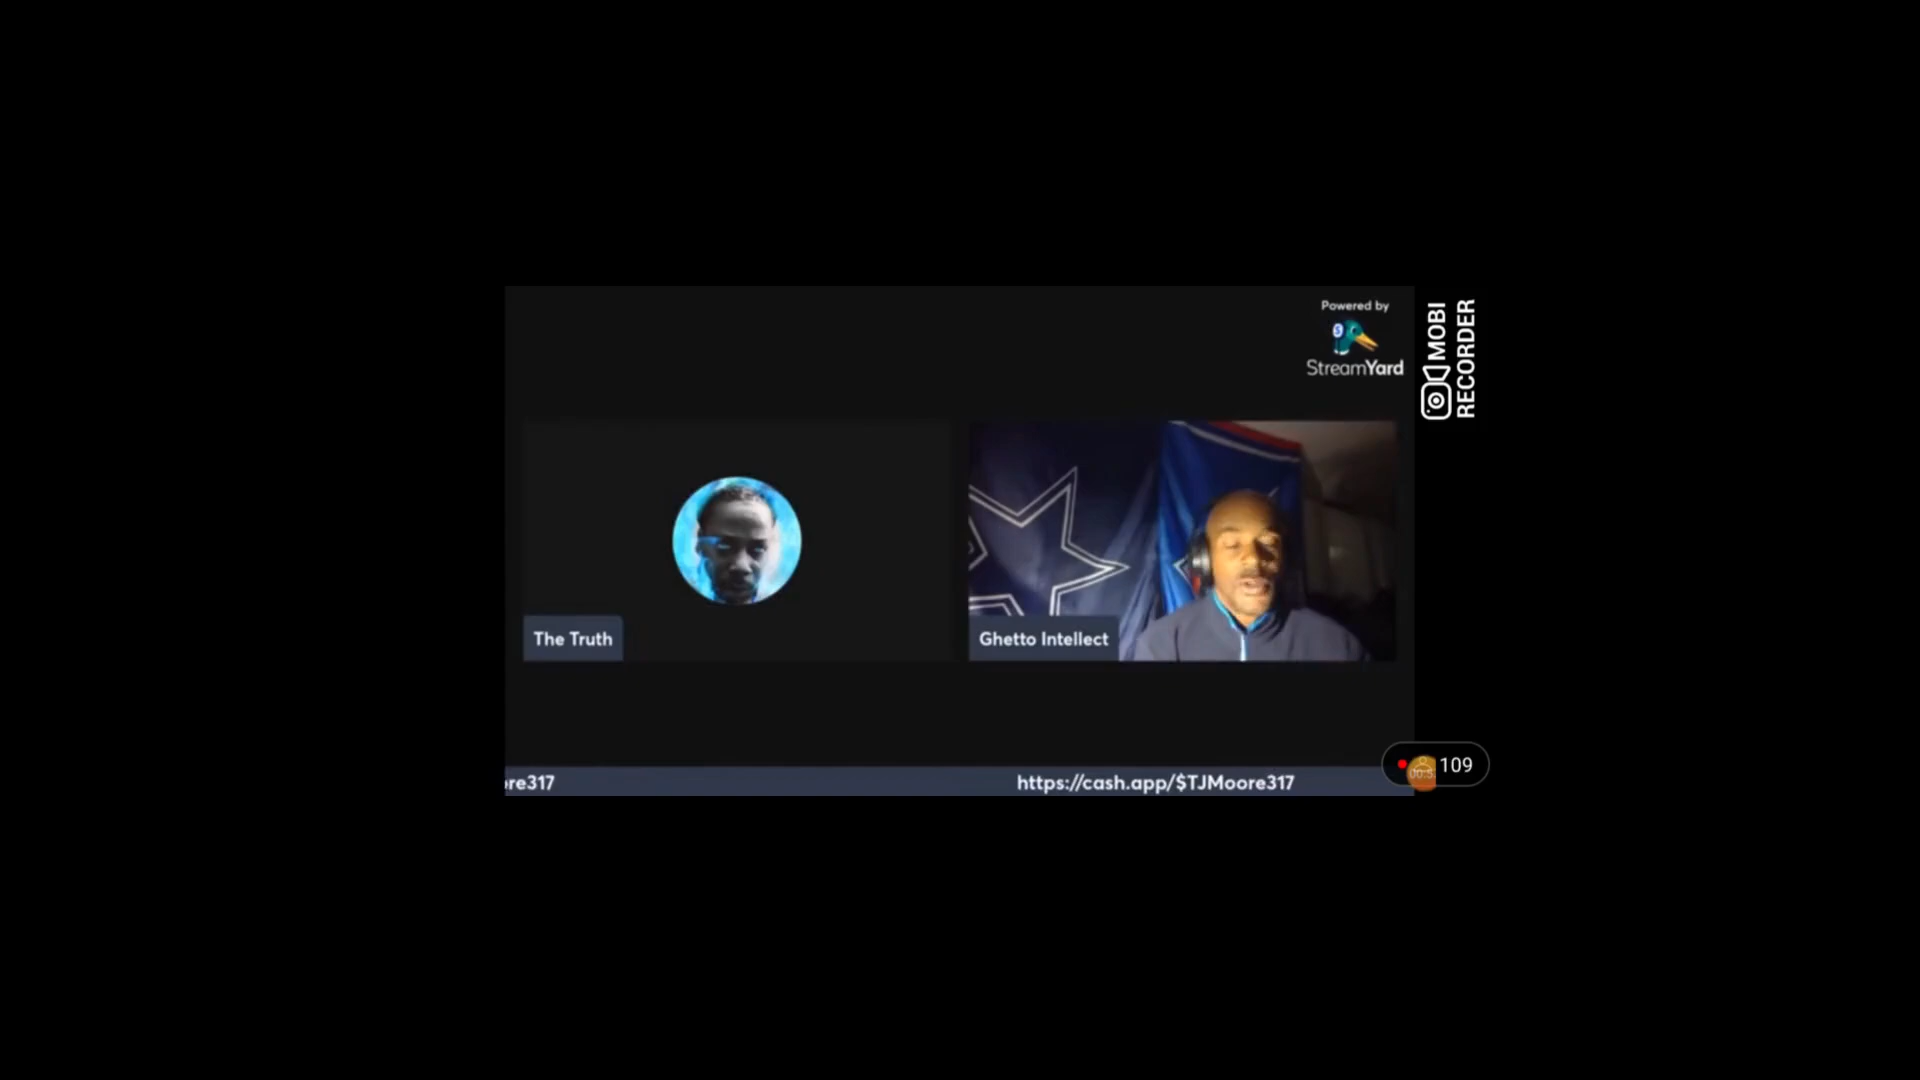 Powered by
StreamYard
MOBI
RECORDER
The Truth
Ghetto Intellect
109
re317
https://cash.app/$TJMoore317